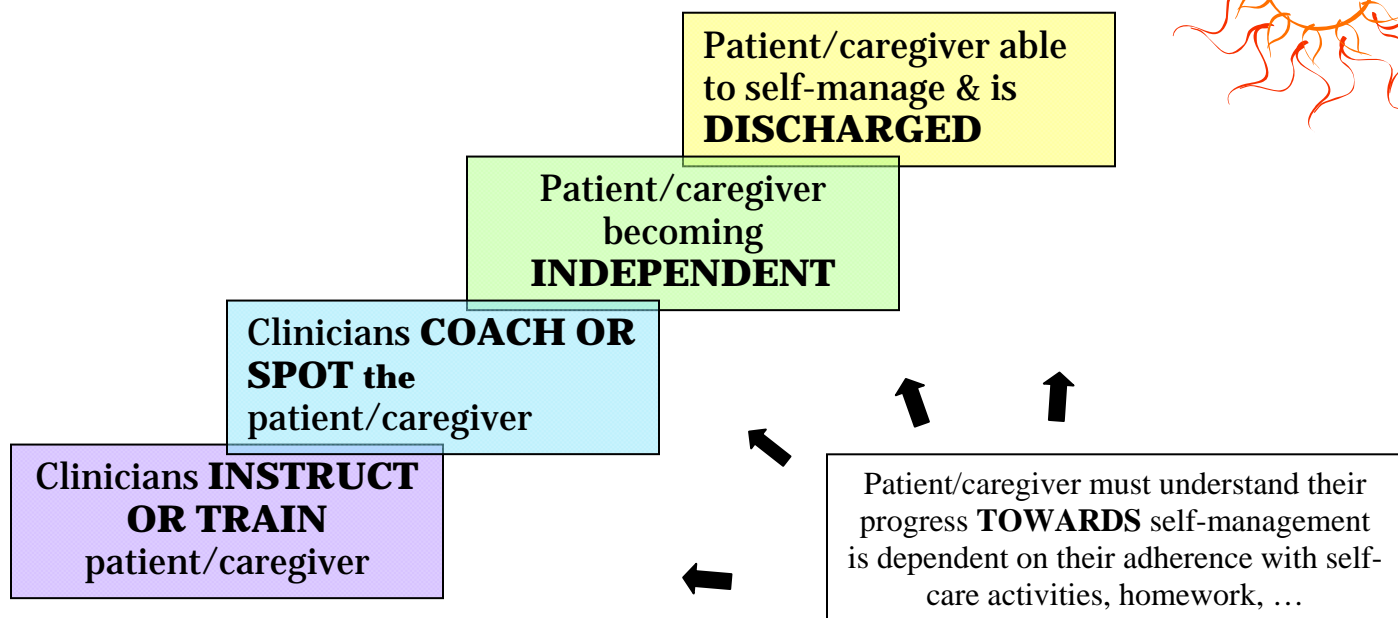 Patient/caregiver able
to self-manage & is
DISCHARGED
Patient/caregiver
becoming
INDEPENDENT
Clinicians COACH OR
SPOT the
patient/caregiver
Clinicians INSTRUCT
OR TRAIN
patient/caregiver
Patient/caregiver must understand their
progress TOWARDS self-management
is dependent on their adherence with self-
care activities, homework, …